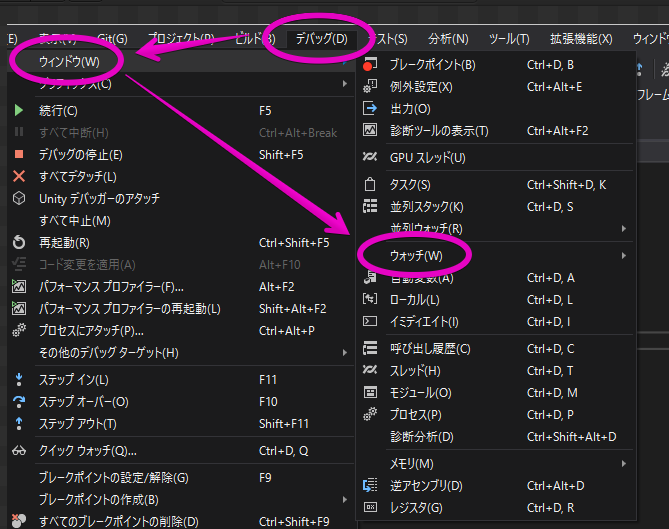 (E) 表示(V) Git(G) プロジェクト(P) ビルド(B) デバッグ(D) テスト(S) 分析(N) ツール(T) 拡張機能(X) ウィンド
ウィンドウ(W)
グラフィックス(C)
続行(C) F5
すべて中断(H) Ctrl+Alt+Break
デバッグの停止(E) Shift+F5
すべてデタッチ(L)
Unity デバッガーのアタッチ
すべて中止(M)
再起動(R) Ctrl+Shift+F5
コード変更を適用(A) Alt+F10
パフォーマンス プロファイラー(F)... Alt+F2
パフォーマンス プロファイラーの再起動(L) Shift+Alt+F2
プロセスにアタッチ(P)... Ctrl+Alt+P
その他のデバッグ ターゲット(H)
ステップ イン(L) F11
ステップ オーバー(O) F10
ステップ アウト(T) Shift+F11
クイック ウォッチ(Q)... Ctrl+D, Q
ブレークポイントの設定/解除(G) F9
ブレークポイントの作成(B)
すべてのブレークポイントの削除(D) Ctrl+Shift+F9
ブレークポイント(B) Ctrl+D, B
例外設定(X) Ctrl+Alt+E
出力(O)
診断ツールの表示(T) Ctrl+Alt+F2
GPU スレッド(U)
タスク(S) Ctrl+Shift+D, K
並列スタック(K) Ctrl+D, S
並列ウォッチ(R)
ウォッチ(W)
自動変数(A) Ctrl+D, A
ローカル(L) Ctrl+D, L
イミディエイト(I) Ctrl+D, I
呼び出し履歴(C) Ctrl+D, C
スレッド(H) Ctrl+D, T
モジュール(O) Ctrl+D, M
プロセス(P) Ctrl+D, P
診断分析(D) Ctrl+Shift+Alt+D
メモリ(M)
逆アセンブリ(D) Ctrl+Alt+D
レジスタ(G) Ctrl+D, R
フレーム